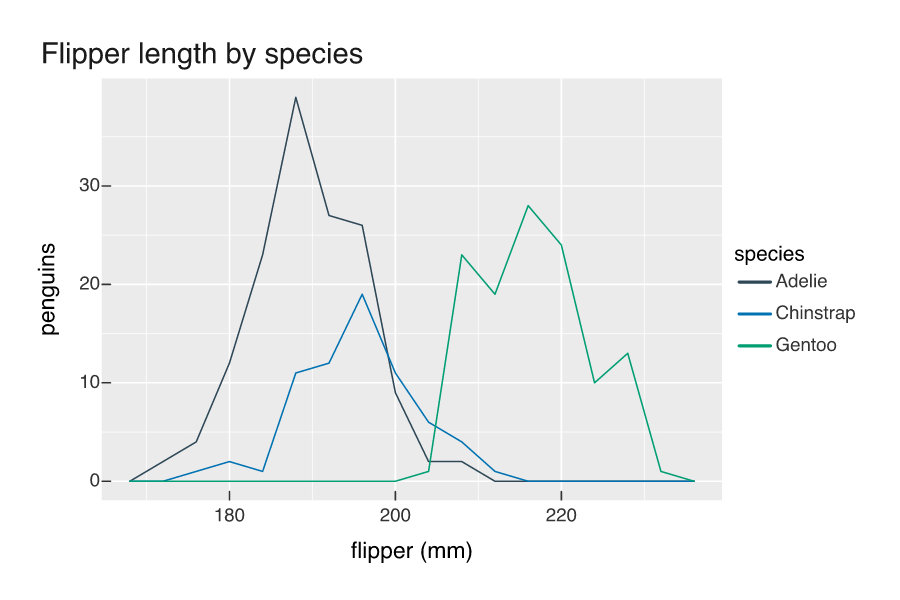 Flipper length by species
penguins
30
20
10
0
180 200 220
flipper (mm)
species
Adelie
Chinstrap
Gentoo